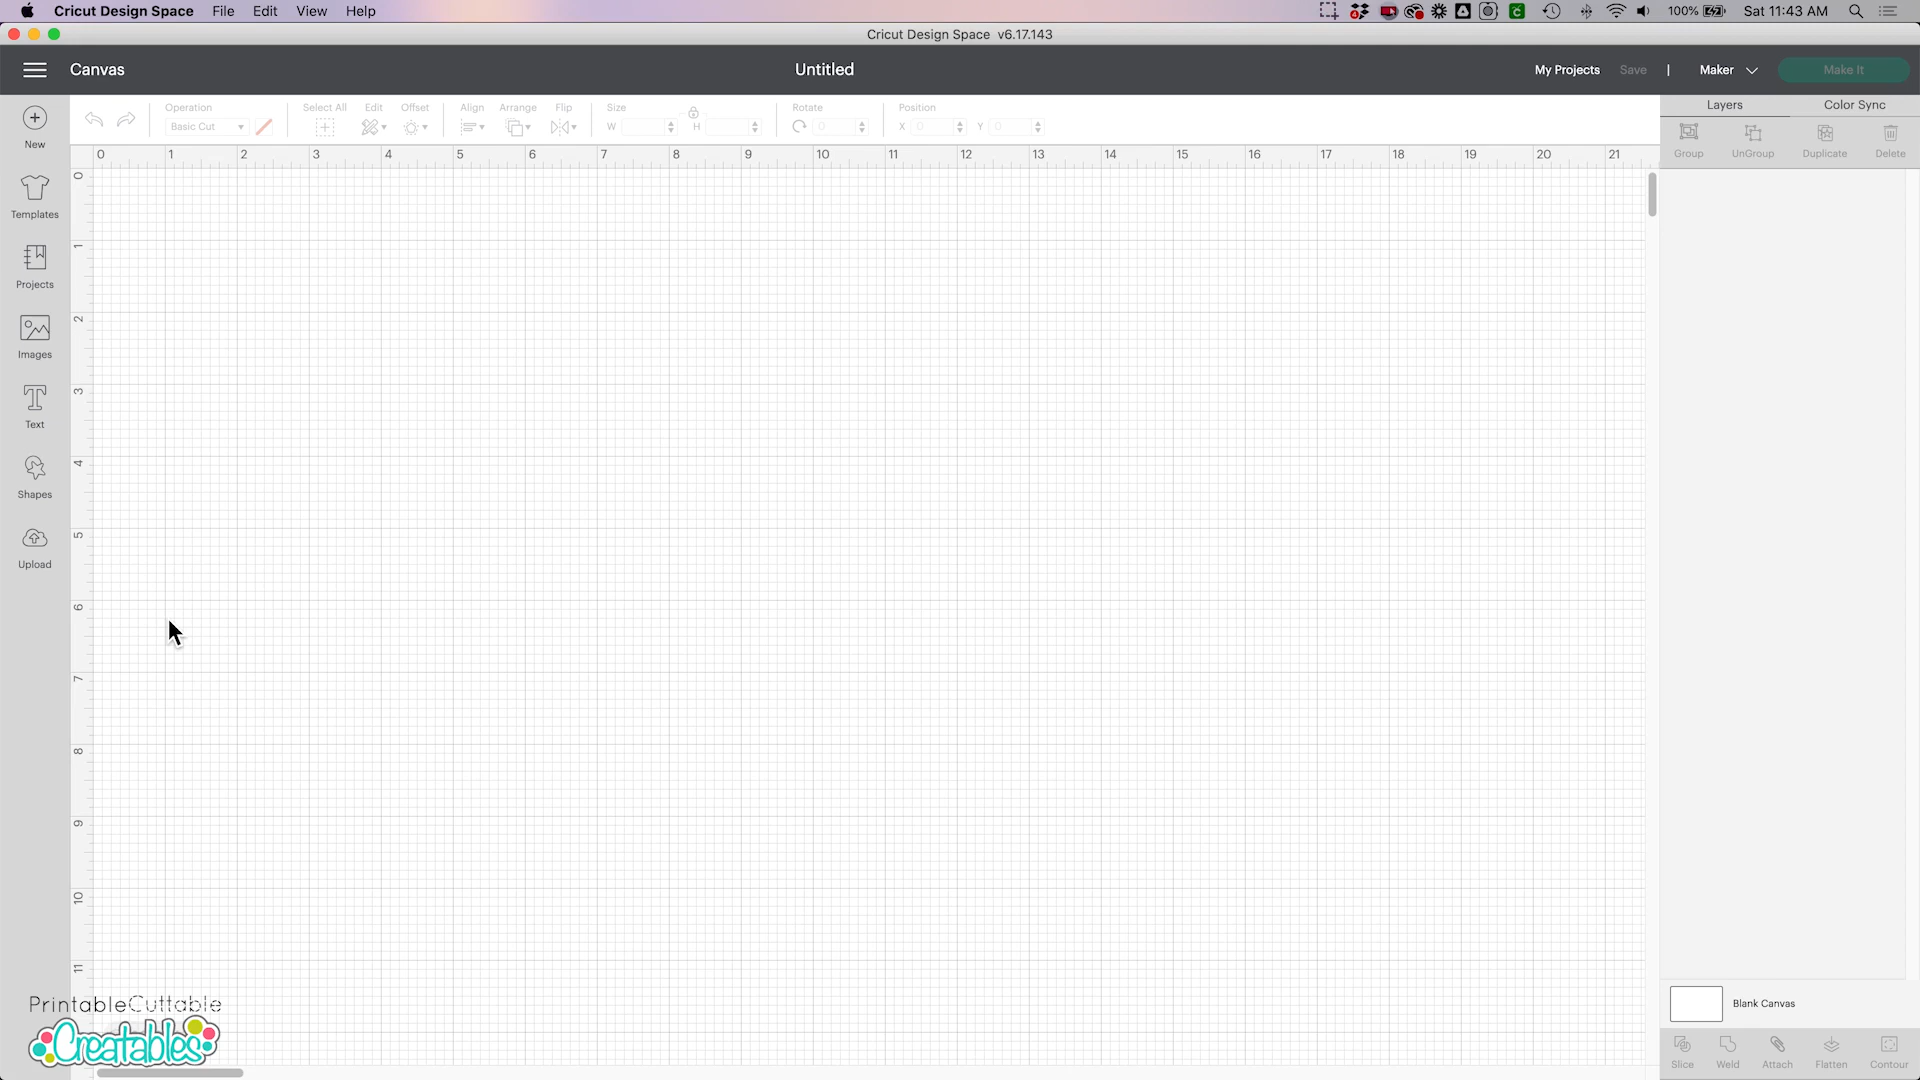 Cricut Design Space File Edit View Help 100% Sat 11:43 AM
Cricut Design Space v6.17.143
Canvas Untitled My Projects Save | Maker Make It
Operation Select All Edit Offset Align Arrange Flip Size Rotate Position
Basic Cut W H 0 X 0 Y 0
Layers Color Sync
Group UnGroup Duplicate Delete
0 1 2 3 4 5 6 7 8 9 10 11 12 13 14 15 16 17 18 19 20 21
0
1
2
3
4
5
6
7
8
9
10
11
New
Templates
Projects
Images
Text
Shapes
Upload
PrintableCuttable
Creatables
Blank Canvas
Slice Weld Attach Flatten Contour